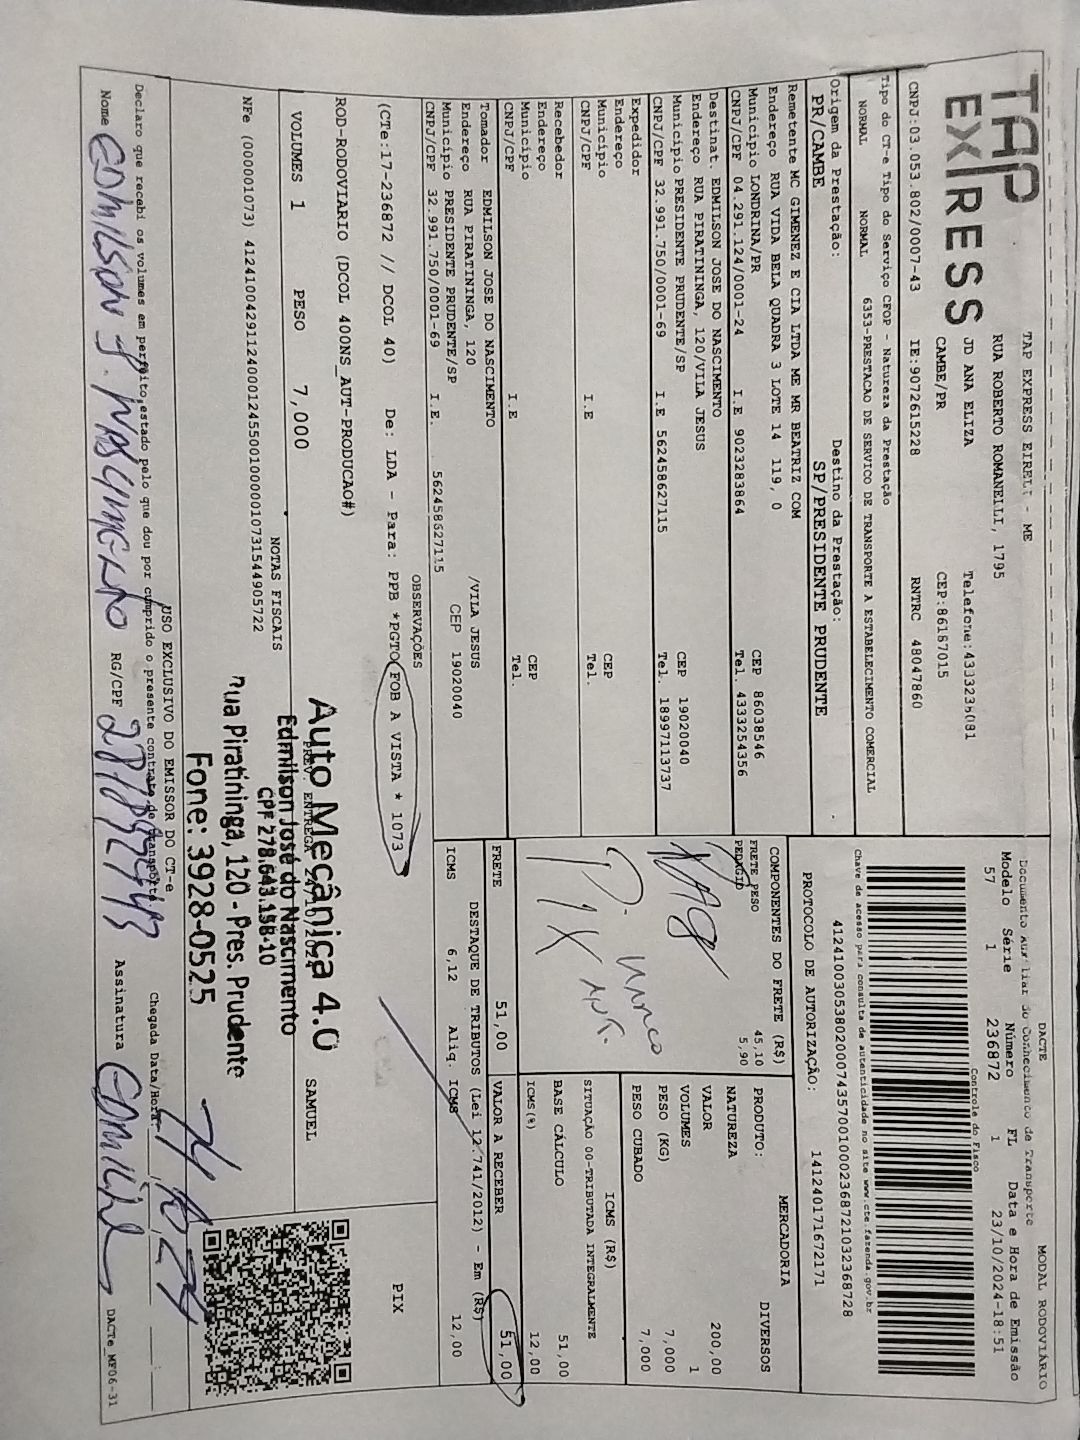 TAP
EXPRESS
TAP EXPRESS EIRELI - ME
RUA ROBERTO ROMANELLI, 1795
JD ANA ELIZA
CAMBE/PR
Telefone:4333235081
CEP:86187015
CNPJ:03.053.802/0007-43 IE:9072615228 RNTRC 48047860
DACTE MODAL RODOVIÁRIO
Documento Auxiliar do Conhecimento de Transporte
Modelo Série Número FL Data e Hora de Emissão
57 1 236872 1 23/10/2024-18:51
Controle do Fisco
Tipo do CT-e Tipo do Serviço CFOP - Natureza da Prestação
NORMAL NORMAL 6353-PRESTACAO DE SERVICO DE TRANSPORTE A ESTABELECIMENTO COMERCIAL
Chave de acesso para consulta de autenticidade no site www.cte.fazenda.gov.br
41241003053802000743570010002368721032368728
Origem da Prestação: Destino da Prestação:
PR/CAMBE SP/PRESIDENTE PRUDENTE
PROTOCOLO DE AUTORIZAÇÃO: 141240171672171
Remetente MC GIMENEZ E CIA LTDA ME MR BEATRIZ COM
Endereço RUA VIDA BELA QUADRA 3 LOTE 14 119, 0
Município LONDRINA/PR CEP 86038546
CNPJ/CPF 04.291.124/0001-24 I.E 9023283864 Tel. 4333254356
Destinat. EDMILSON JOSE DO NASCIMENTO
Endereço RUA PIRATININGA, 120/VILA JESUS
Município PRESIDENTE PRUDENTE/SP CEP 19020040
CNPJ/CPF 32.991.750/0001-69 I.E 562458627115 Tel. 18997113737
Expedidor
Endereço
Município CEP
CNPJ/CPF I.E Tel.
Recebedor
Endereço
Município CEP
CNPJ/CPF I.E Tel.
Tomador EDMILSON JOSE DO NASCIMENTO
Endereço RUA PIRATININGA, 120 /VILA JESUS
Município PRESIDENTE PRUDENTE/SP CEP 19020040
CNPJ/CPF 32.991.750/0001-69 I.E. 562458627115
COMPONENTES DO FRETE (R$)
FRETE PESO 45,10
PEDAGIO 5,90
MERCADORIA
PRODUTO: DIVERSOS
NATUREZA
VALOR 200,00
VOLUMES 1
PESO (KG) 7,000
PESO CUBADO 7,000
ICMS (R$)
SITUAÇÃO 00-TRIBUTADA INTEGRALMENTE
BASE CÁLCULO 51,00
ICMS(%) 12,00
FRETE 51,00 VALOR A RECEBER 51,00
DESTAQUE DE TRIBUTOS (Lei 12.741/2012) - Em (R$)
ICMS 6,12 Aliq. ICMS 12,00
OBSERVAÇÕES
(CTe:17-236872 // DCOL 40) De: LDA - Para: PPB *PGTO FOB A VISTA * 1073
ROD-RODOVIARIO (DCOL 400NS_AUT-PRODUCAO#)
PIX
VOLUMES 1 PESO 7,000 PREV. ENTREGA 24/10/2024 SAMUEL
Auto Mecânica 4.0
Edmilson José do Nascimento
CPF 278.643.158-10
Rua Piratininga, 120 - Pres. Prudente
Fone: 3928-0525
NOTAS FISCAIS
NFe (000001073) 41241004291124000124550010000010731544905722
USO EXCLUSIVO DO EMISSOR DO CT-e
Declaro que recebi os volumes em perfeito estado pelo que dou por cumprido o presente contrato de transporte.
Chegada Data/Hora:
Nome EDMILSON J. NASCIMENTO RG/CPF Assinatura
DACTe_MF06-31